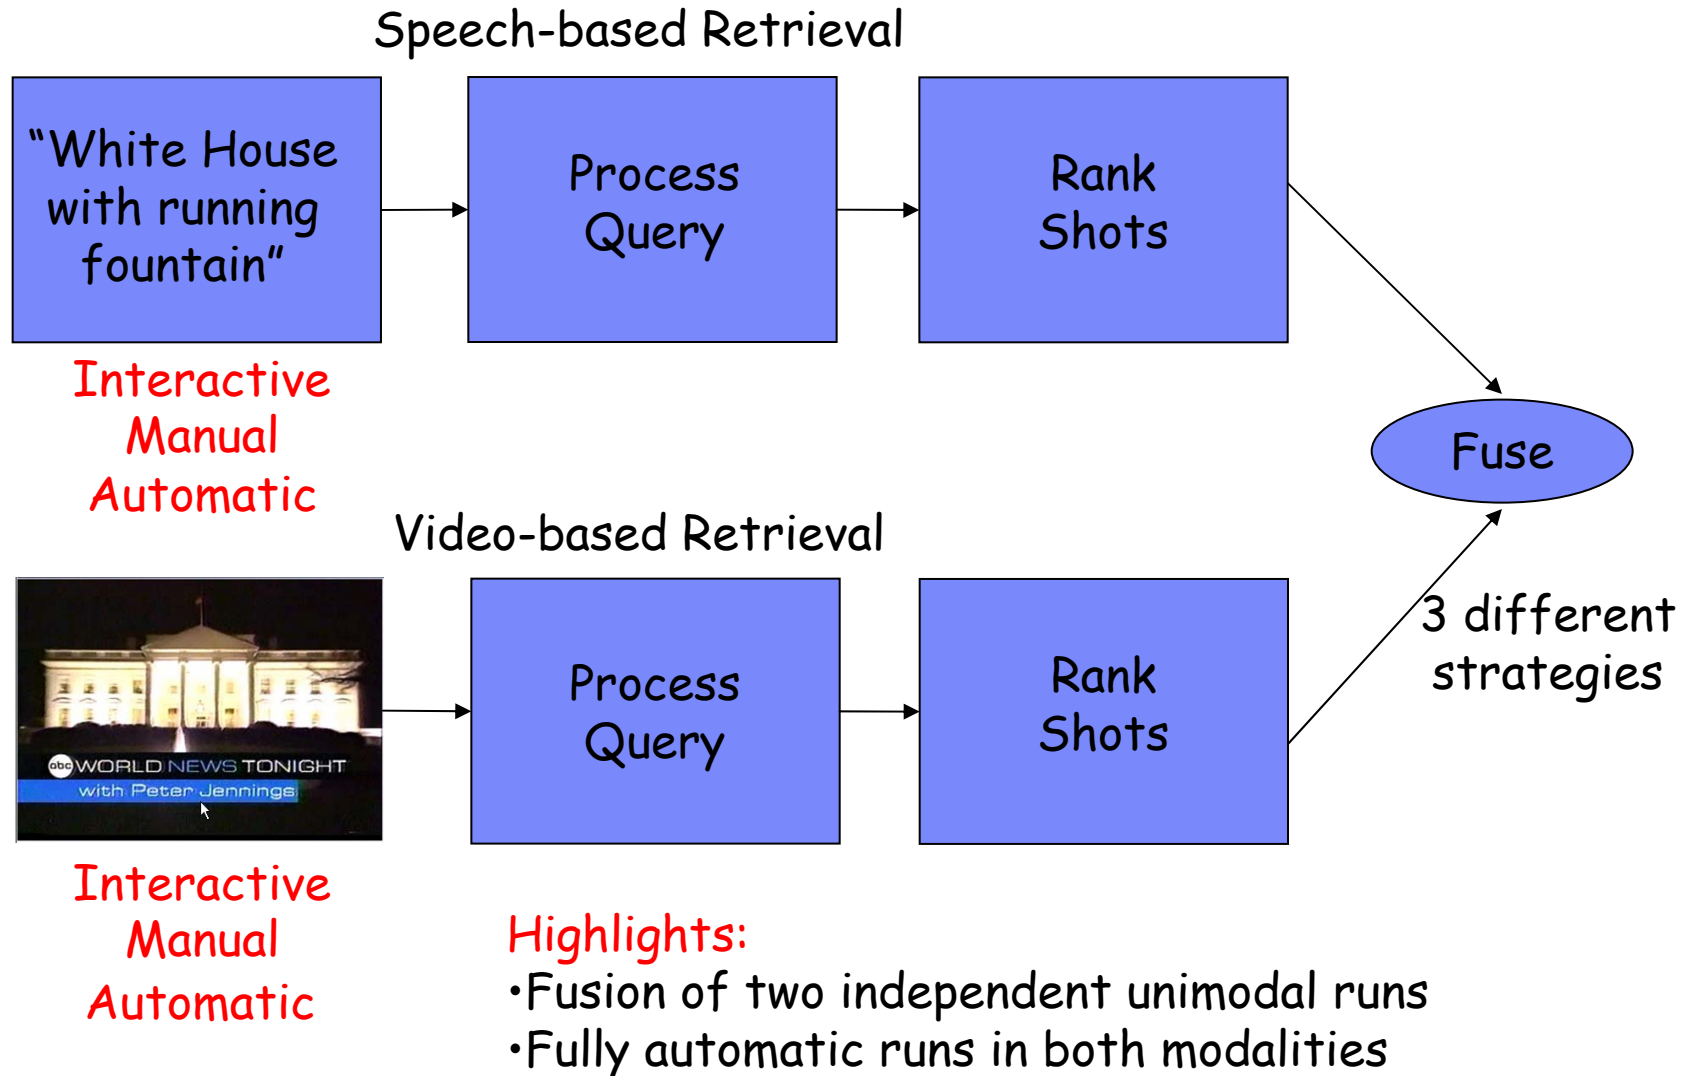 Speech-based Retrieval
“White House
with running
fountain”
Process
Query
Rank
Shots
Interactive
Manual
Automatic
Fuse
Video-based Retrieval
abc WORLD NEWS TONIGHT
with Peter Jennings
Process
Query
Rank
Shots
3 different
strategies
Interactive
Manual
Automatic
Highlights:
•Fusion of two independent unimodal runs
•Fully automatic runs in both modalities